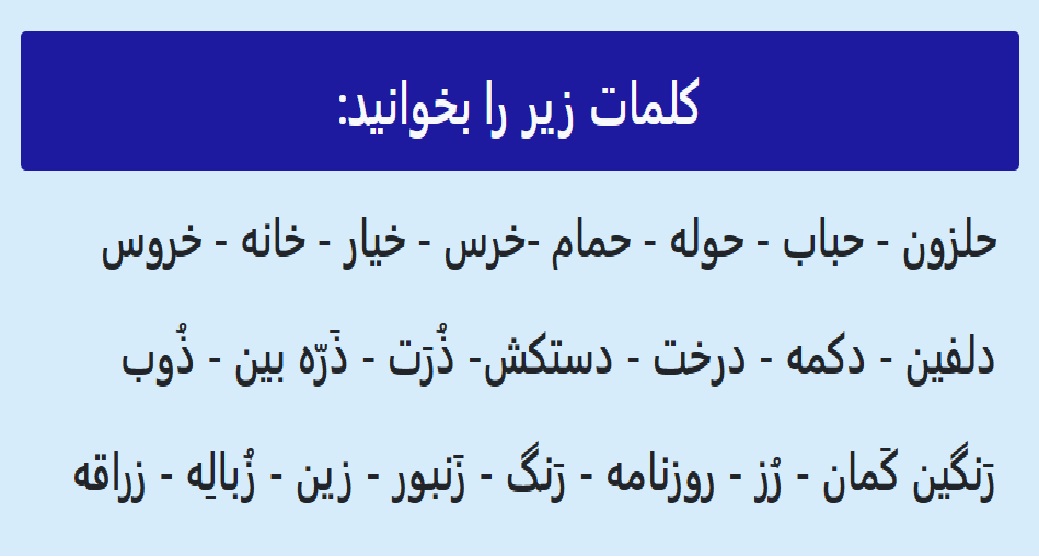 کلمات زیر را بخوانید:
حلزون - حباب - حوله - حمام -خرس - خیار - خانه - خروس
دلفین - دکمه - درخت - دستکش- ذُرَت - ذَرّه بین - ذُوب
رَنگین کَمان - رُز - روزنامه - رَنگ - زَنبور - زین - زُبالِه - زرافه